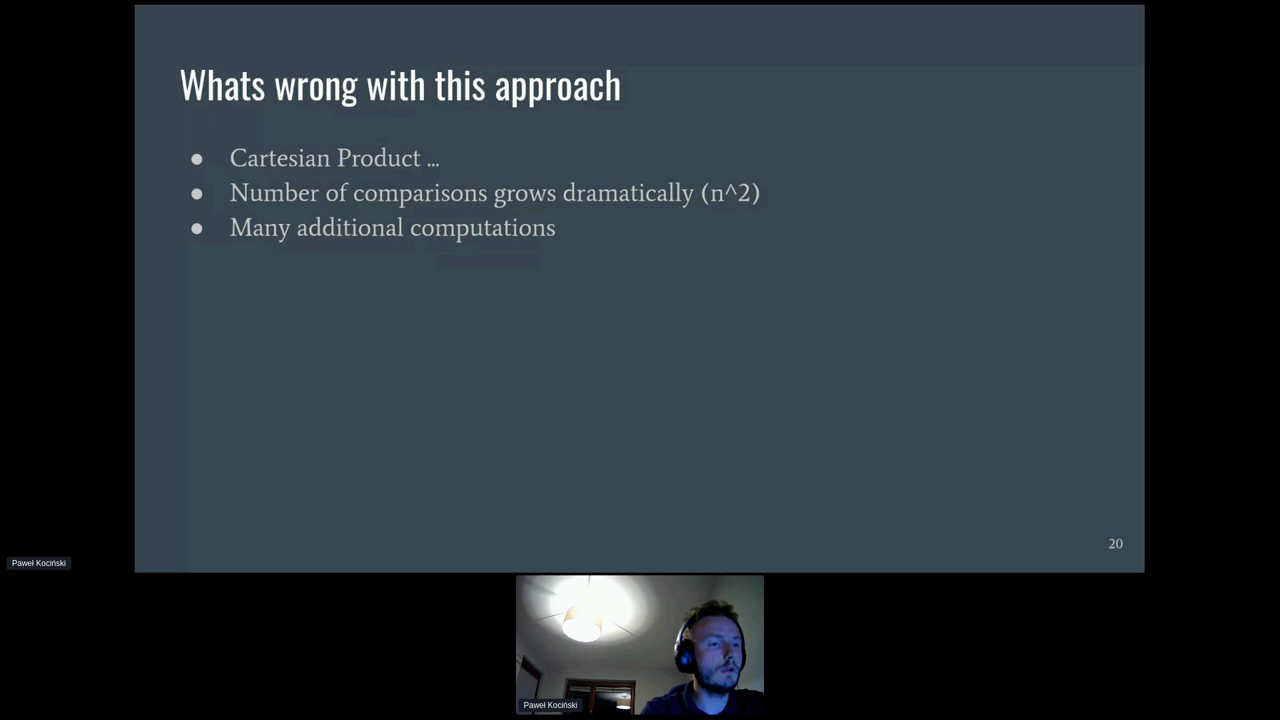 Whats wrong with this approach
● Cartesian Product ...
● Number of comparisons grows dramatically (n^2)
● Many additional computations
20
Paweł Kociński
Paweł Kociński